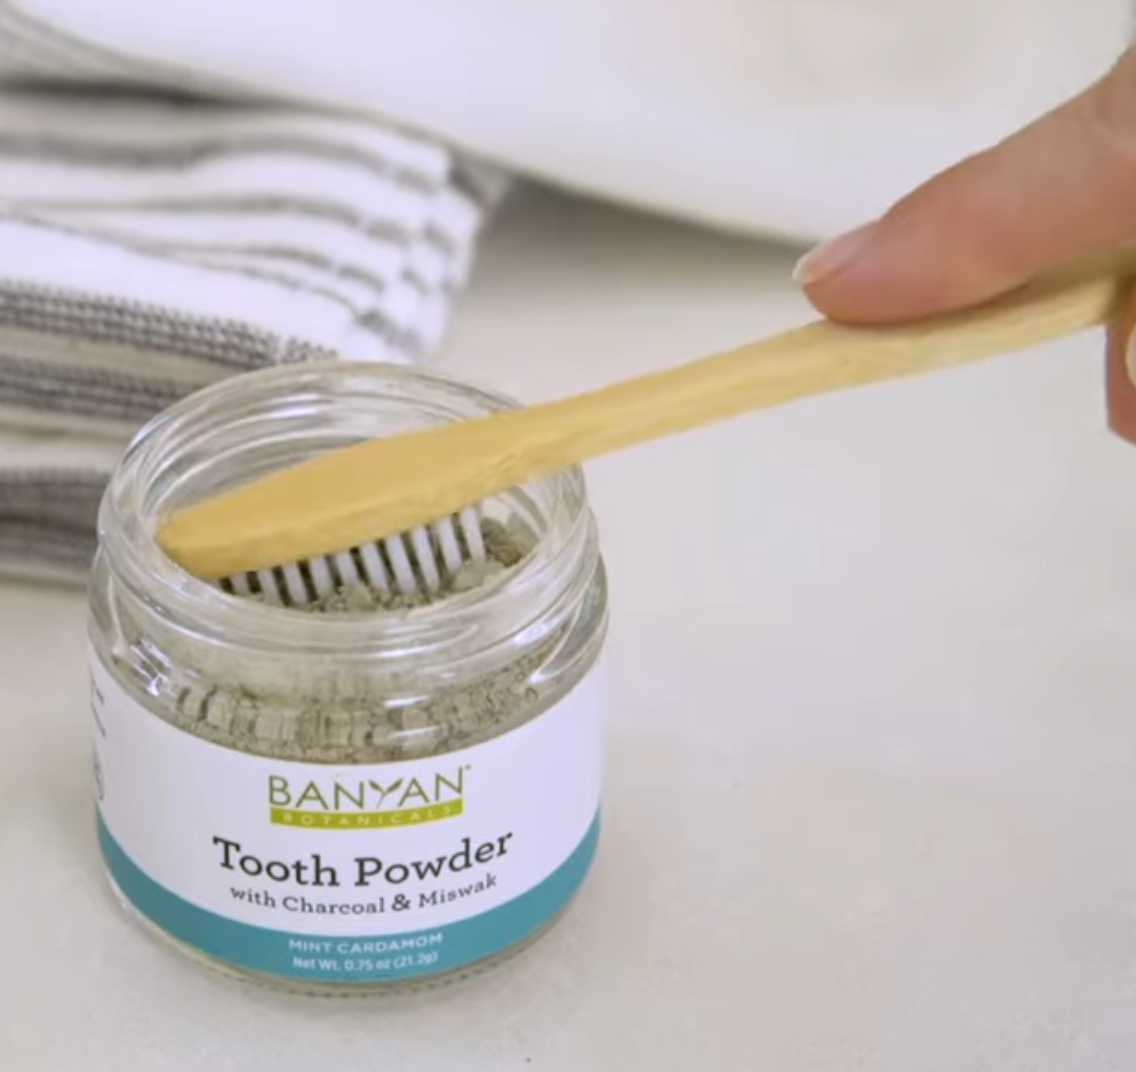 BANYAN
BOTANICALS
Tooth Powder
with Charcoal & Miswak
MINT CARDAMOM
Net Wt. 0.75 oz (21.2g)